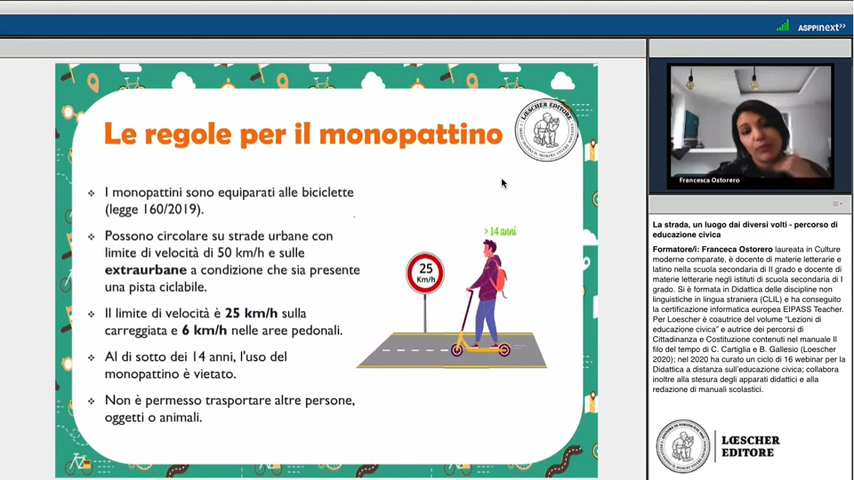 ASPPInext>>
Le regole per il monopattino
LOESCHER EDITORE
I monopattini sono equiparati alle biciclette
(legge 160/2019).
Possono circolare su strade urbane con
limite di velocità di 50 km/h e sulle
extraurbane a condizione che sia presente
una pista ciclabile.
Il limite di velocità è 25 km/h sulla
carreggiata e 6 km/h nelle aree pedonali.
Al di sotto dei 14 anni, l'uso del
monopattino è vietato.
Non è permesso trasportare altre persone,
oggetti o animali.
> 14 anni
25
Km/h
Francesca Ostorero
La strada, un luogo dai diversi volti - percorso di
educazione civica
Formatore/i: Franceca Ostorero laureata in Culture
moderne comparate, è docente di materie letterarie e
latino nella scuola secondaria di II grado e docente di
materie letterarie negli istituti di scuola secondaria di I
grado. Si è formata in Didattica delle discipline non
linguistiche in lingua straniera (CLIL) e ha conseguito
la certificazione informatica europea EIPASS Teacher.
Per Loescher è coautrice del volume "Lezioni di
educazione civica" e autrice dei percorsi di
Cittadinanza e Costituzione contenuti nel manuale Il
filo del tempo di C. Cartiglia e B. Gallesio (Loescher
2020); nel 2020 ha curato un ciclo di 16 webinar per la
Didattica a distanza sull'educazione civica; collabora
inoltre alla stesura degli apparati didattici e alla
redazione di manuali scolastici.
LŒSCHER
EDITORE